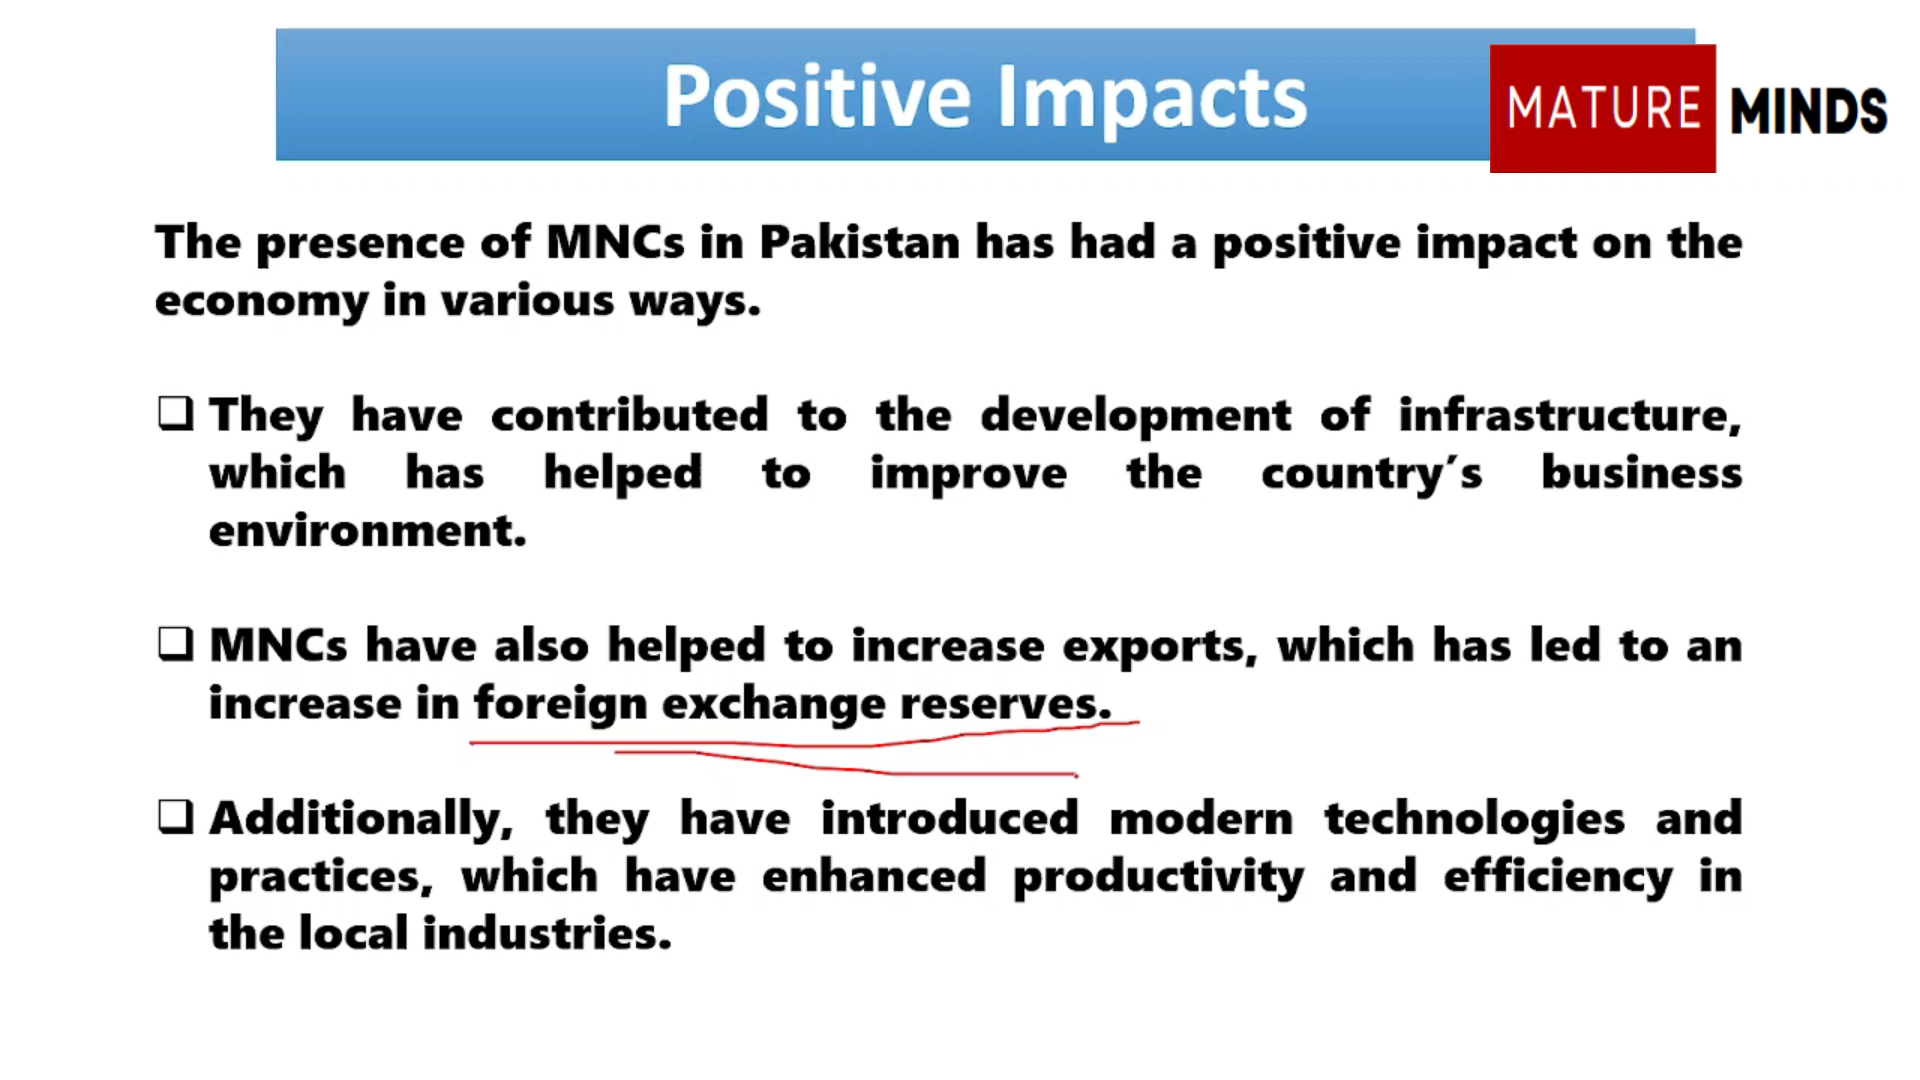 Positive Impacts
MATURE MINDS
The presence of MNCs in Pakistan has had a positive impact on the
economy in various ways.
❑ They have contributed to the development of infrastructure,
which has helped to improve the country´s business
environment.
❑ MNCs have also helped to increase exports, which has led to an
increase in foreign exchange reserves.
❑ Additionally, they have introduced modern technologies and
practices, which have enhanced productivity and efficiency in
the local industries.